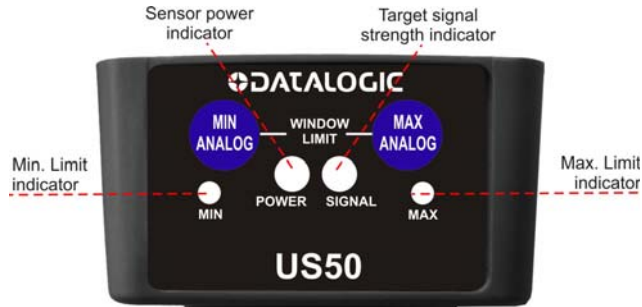 Sensor power
indicator
Target signal
strength indicator
DATALOGIC
MIN
ANALOG
WINDOW
LIMIT
MAX
ANALOG
Min. Limit
indicator
Max. Limit
indicator
MIN
POWER
SIGNAL
MAX
US50